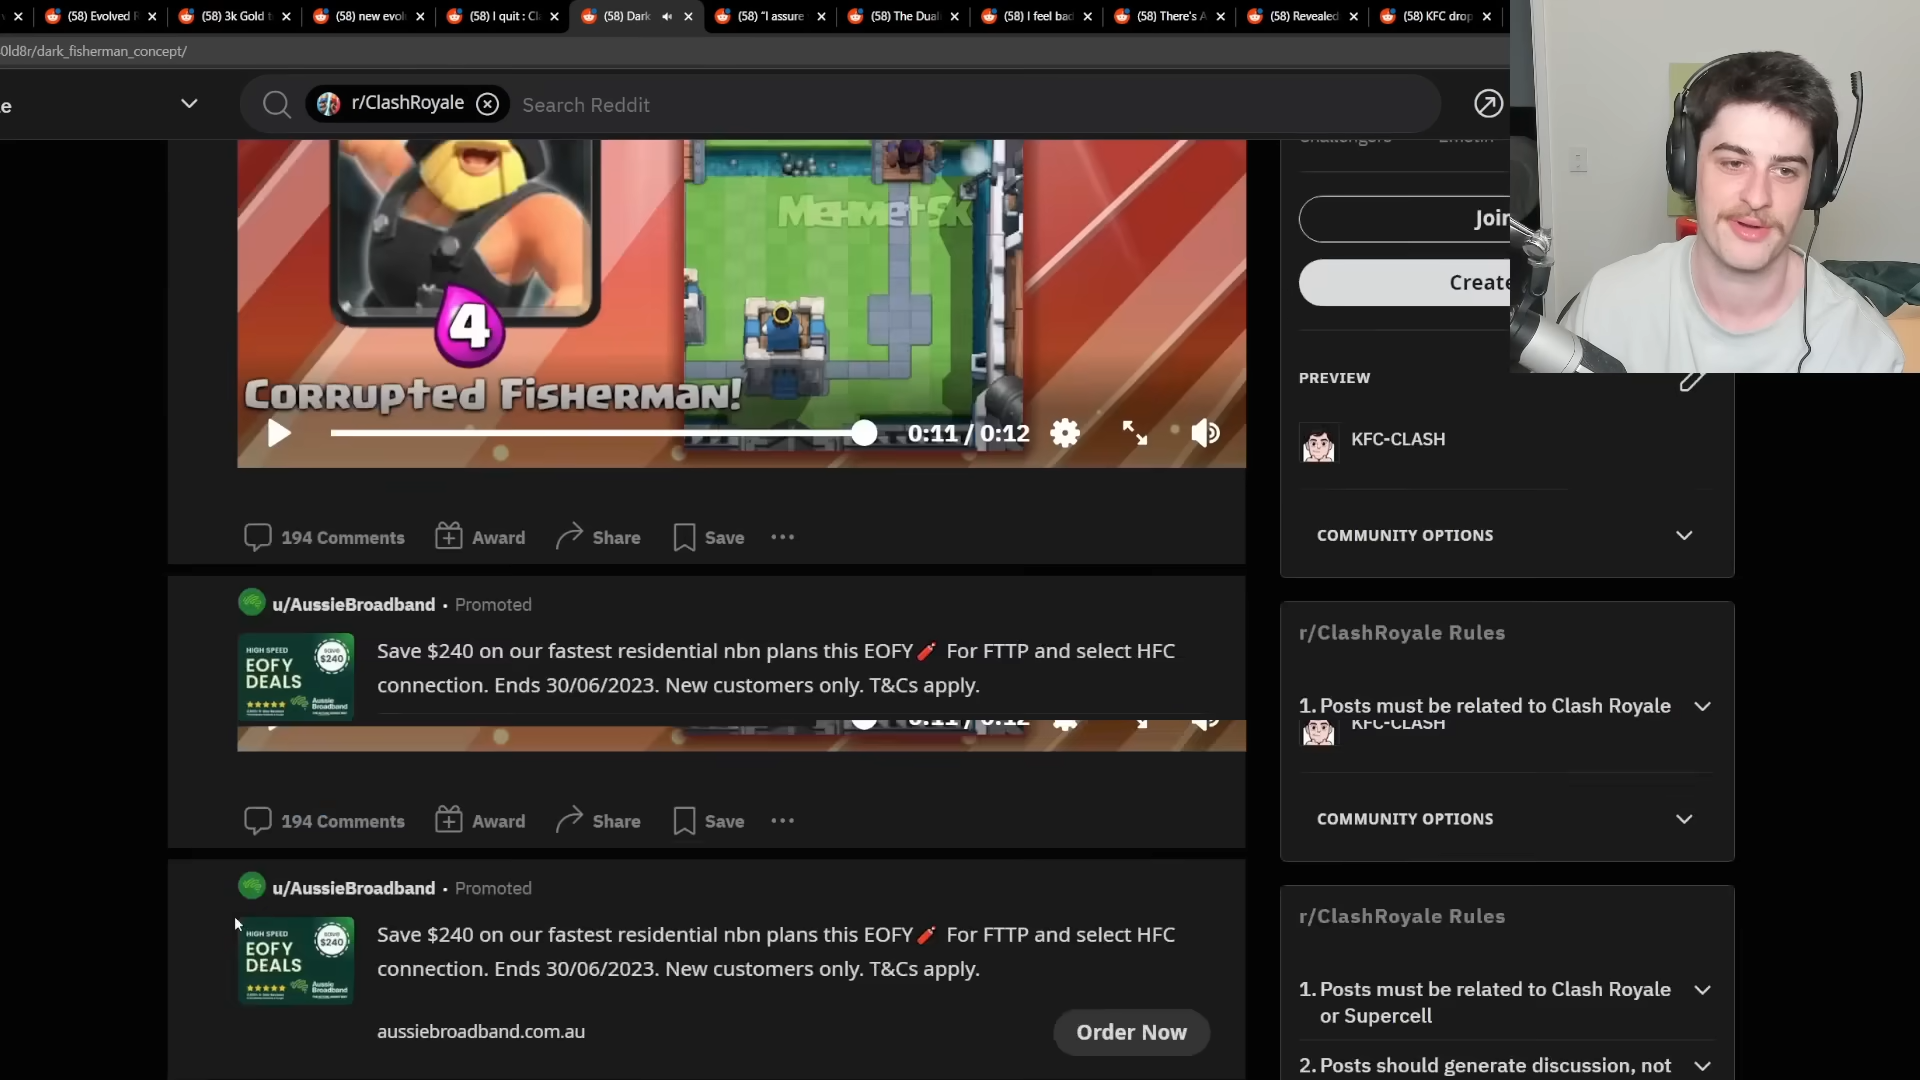 (58) Evolved R
(58) 3k Gold t
(58) new evol
(58) I quit : Cl
(58) Dark
(58) "I assure
(58) The Dual
(58) I feel bad
(58) There's A
(58) Revealed
(58) KFC drop
0ld8r/dark_fisherman_concept/
e
r/ClashRoyale
Search Reddit
Challengers
Join
Create
MehmetSk
4
Corrupted Fisherman!
0:11 / 0:12
PREVIEW
KFC-CLASH
COMMUNITY OPTIONS
194 Comments
Award
Share
Save
u/AussieBroadband • Promoted
HIGH SPEED
EOFY
DEALS
SAVE
$240
Aussie
Broadband
Save $240 on our fastest residential nbn plans this EOFY🧨 For FTTP and select HFC
connection. Ends 30/06/2023. New customers only. T&Cs apply.
r/ClashRoyale Rules
1. Posts must be related to Clash Royale
0:11 / 0:12
KFC-CLASH
COMMUNITY OPTIONS
194 Comments
Award
Share
Save
u/AussieBroadband • Promoted
HIGH SPEED
EOFY
DEALS
SAVE
$240
Aussie
Broadband
Save $240 on our fastest residential nbn plans this EOFY🧨 For FTTP and select HFC
connection. Ends 30/06/2023. New customers only. T&Cs apply.
aussiebroadband.com.au
Order Now
r/ClashRoyale Rules
1. Posts must be related to Clash Royale
or Supercell
2. Posts should generate discussion, not